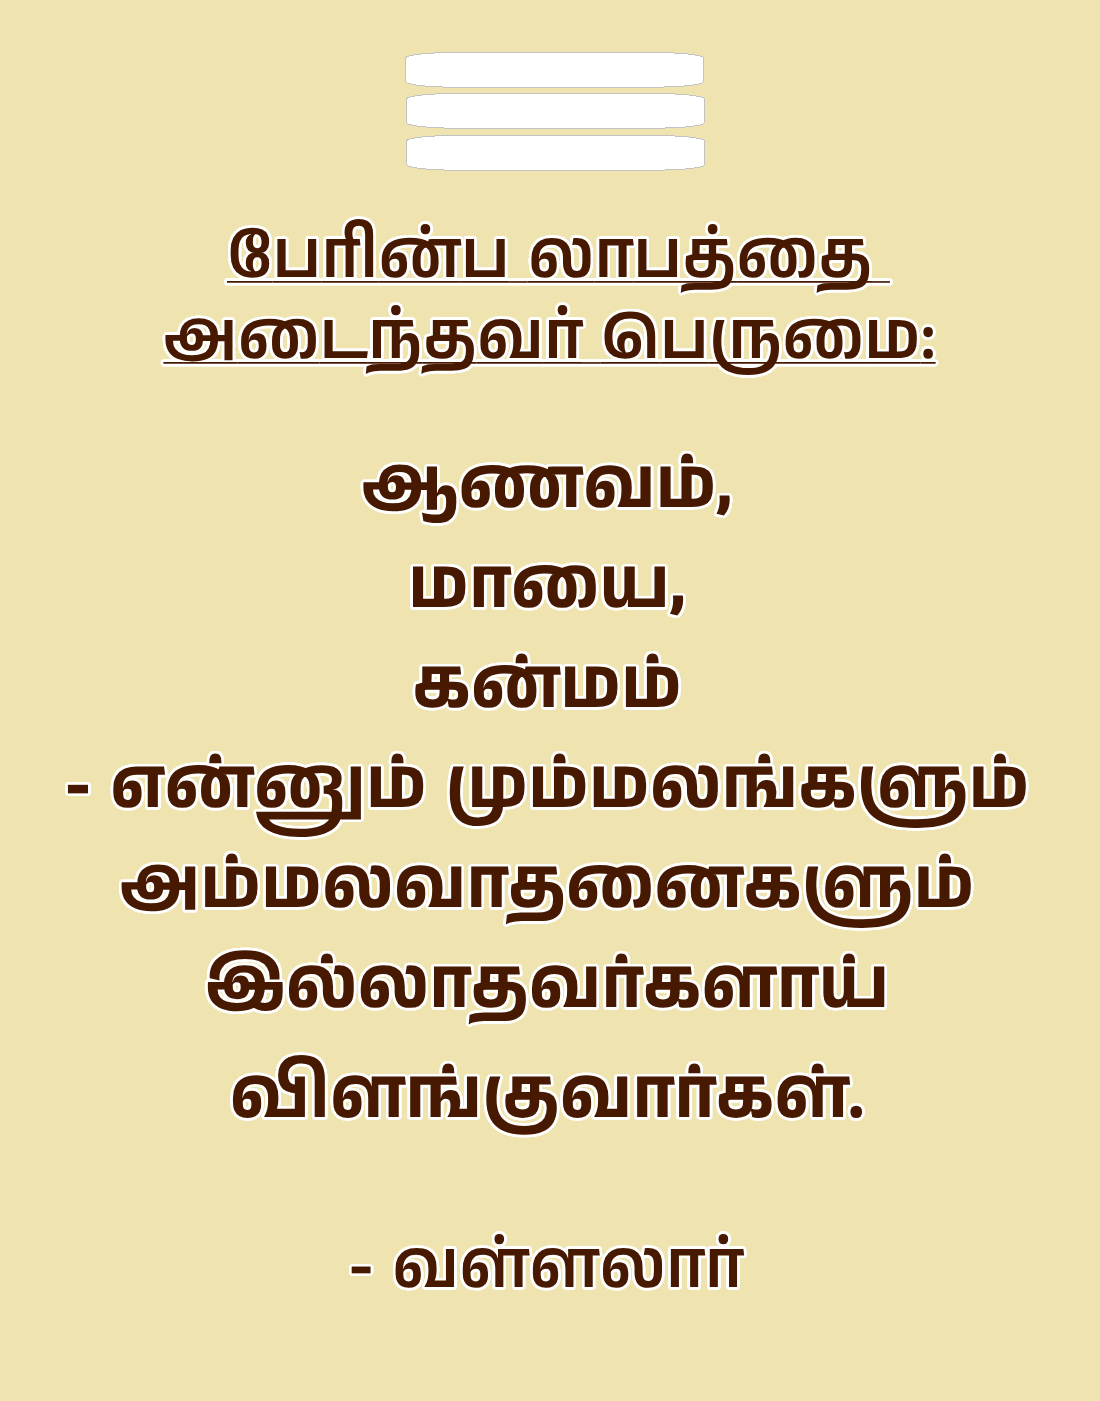 பேரின்ப லாபத்தை
அடைந்தவர் பெருமை:
ஆணவம்,
மாயை,
கன்மம்
- என்னும் மும்மலங்களும்
அம்மலவாதனைகளும்
இல்லாதவர்களாய்
விளங்குவார்கள்.
- வள்ளலார்